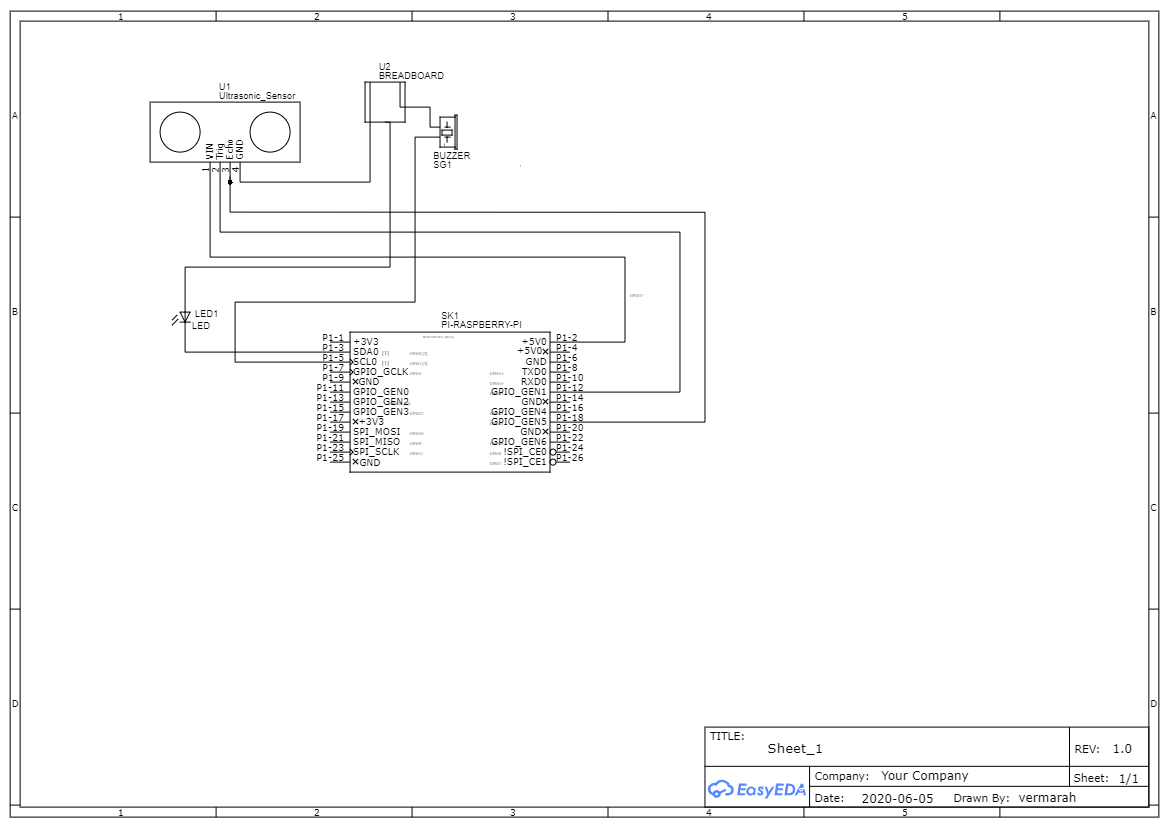 1 2 3 4 5
A A
B B
C C
D D
1 2 3 4 5
U1
Ultrasonic_Sensor
VIN
Trig
Echo
GND
1
2
3
4
U2
BREADBOARD
BUZZER
SG1
LED1
LED
SK1
PI-RASPBERRY-PI
P1-1 +3V3 +5V0 P1-2
P1-3 SDA0 +5V0 P1-4
P1-5 SCL0 GND P1-6
P1-7 GPIO_GCLK TXD0 P1-8
P1-9 GND RXD0 P1-10
P1-11 GPIO_GEN0 GPIO_GEN1 P1-12
P1-13 GPIO_GEN2 GND P1-14
P1-15 GPIO_GEN3 GPIO_GEN4 P1-16
P1-17 +3V3 GPIO_GEN5 P1-18
P1-19 SPI_MOSI GND P1-20
P1-21 SPI_MISO GPIO_GEN6 P1-22
P1-23 SPI_SCLK !SPI_CE0 P1-24
P1-25 GND !SPI_CE1 P1-26
TITLE:
Sheet_1
REV: 1.0
EasyEDA
Company: Your Company
Sheet: 1/1
Date: 2020-06-05 Drawn By: vermarah